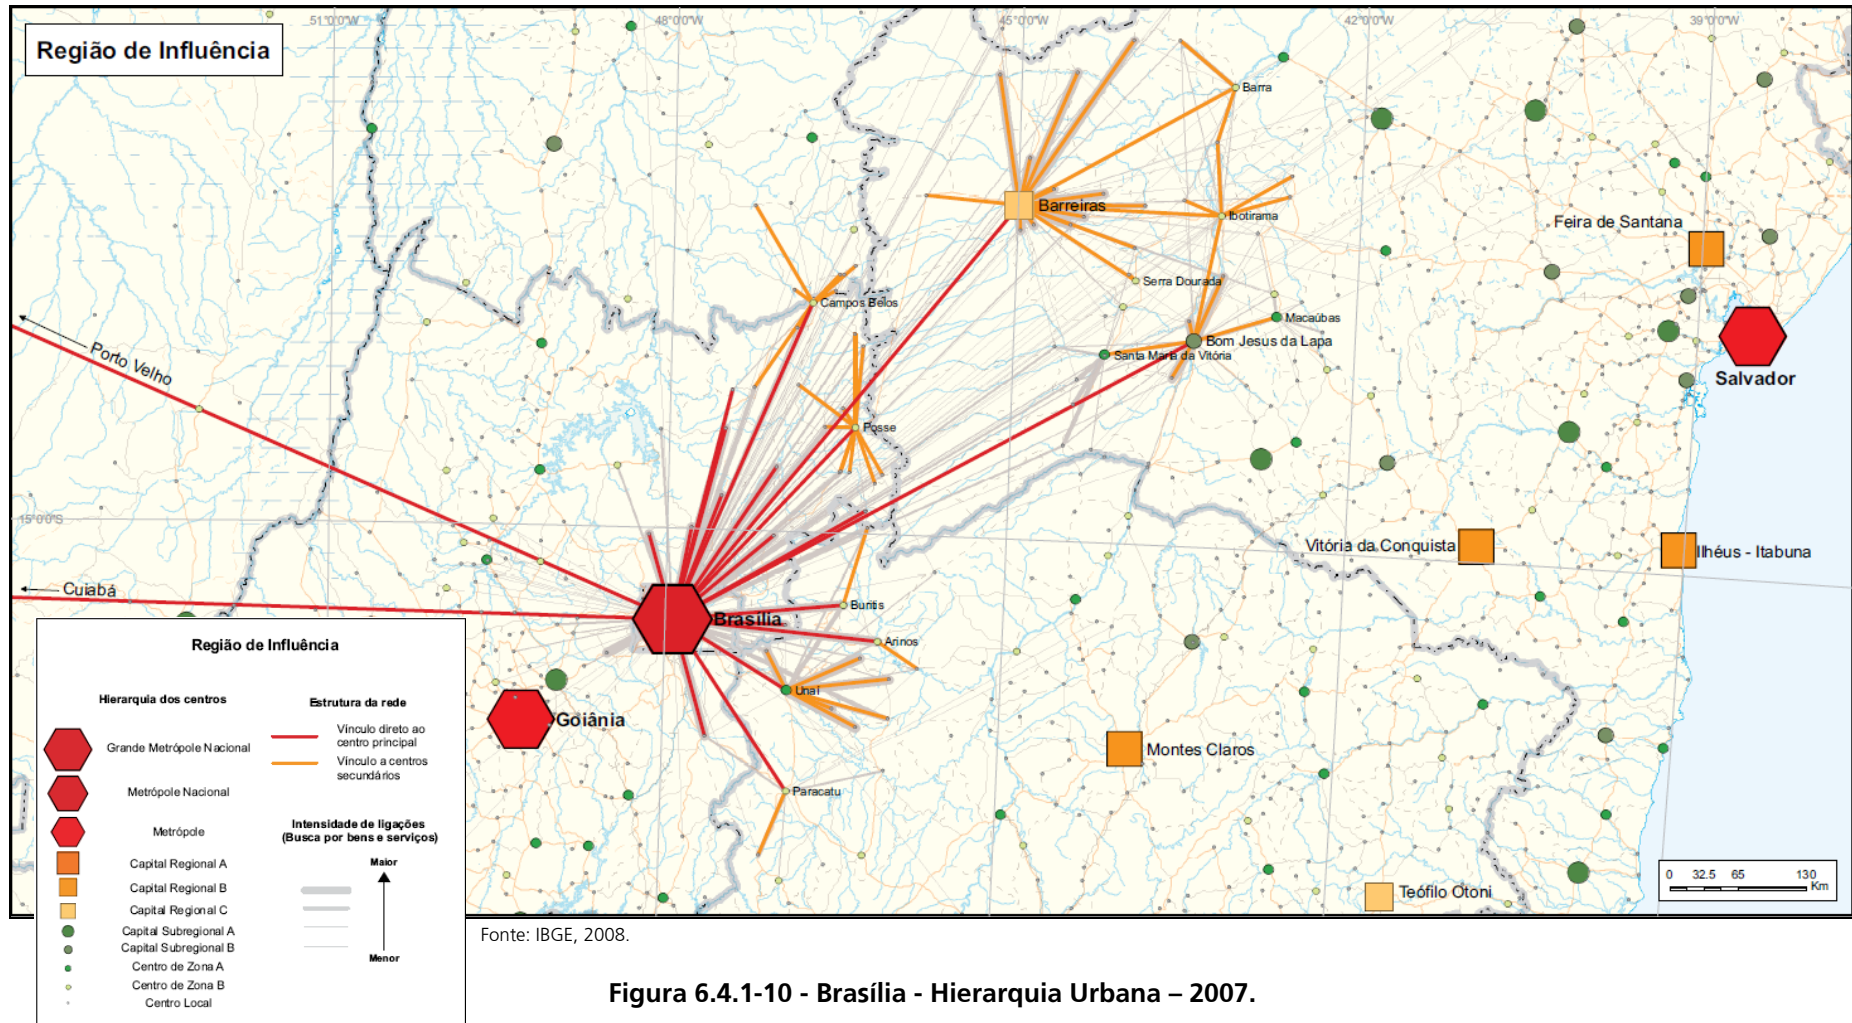 51°0'0"W
48°0'0"W
45°0'0"W
42°0'0"W
39°0'0"W
Região de Influência
Barra
Barreiras
Ibotirama
Feira de Santana
Serra Dourada
Campos Belos
Macaúbas
Bom Jesus da Lapa
Santa Maria da Vitória
Salvador
Porto Velho
Posse
15°0'0"S
Vitória da Conquista
Ilhéus - Itabuna
Cuiabá
Buritis
Brasília
Arinos
Unaí
Goiânia
Montes Claros
Paracatu
Teófilo Otoni
0 32.5 65 130
Km
Região de Influência
Hierarquia dos centros
Grande Metrópole Nacional
Metrópole Nacional
Metrópole
Capital Regional A
Capital Regional B
Capital Regional C
Capital Subregional A
Capital Subregional B
Centro de Zona A
Centro de Zona B
Centro Local
Estrutura da rede
Vínculo direto ao
centro principal
Vínculo a centros
secundários
Intensidade de ligações
(Busca por bens e serviços)
Maior
Menor
Fonte: IBGE, 2008.
Figura 6.4.1-10 - Brasília - Hierarquia Urbana – 2007.